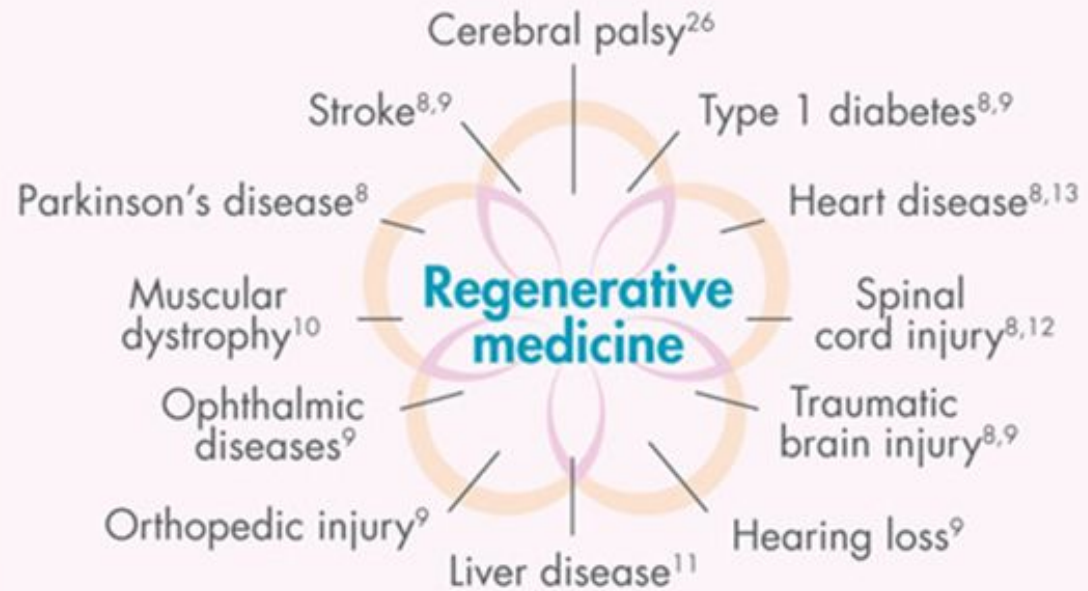 Cerebral palsy²⁶
Stroke⁸,⁹
Type 1 diabetes⁸,⁹
Parkinson's disease⁸
Heart disease⁸,¹³
Regenerative
medicine
Muscular
dystrophy¹⁰
Spinal
cord injury⁸,¹²
Ophthalmic
diseases⁹
Traumatic
brain injury⁸,⁹
Orthopedic injury⁹
Hearing loss⁹
Liver disease¹¹